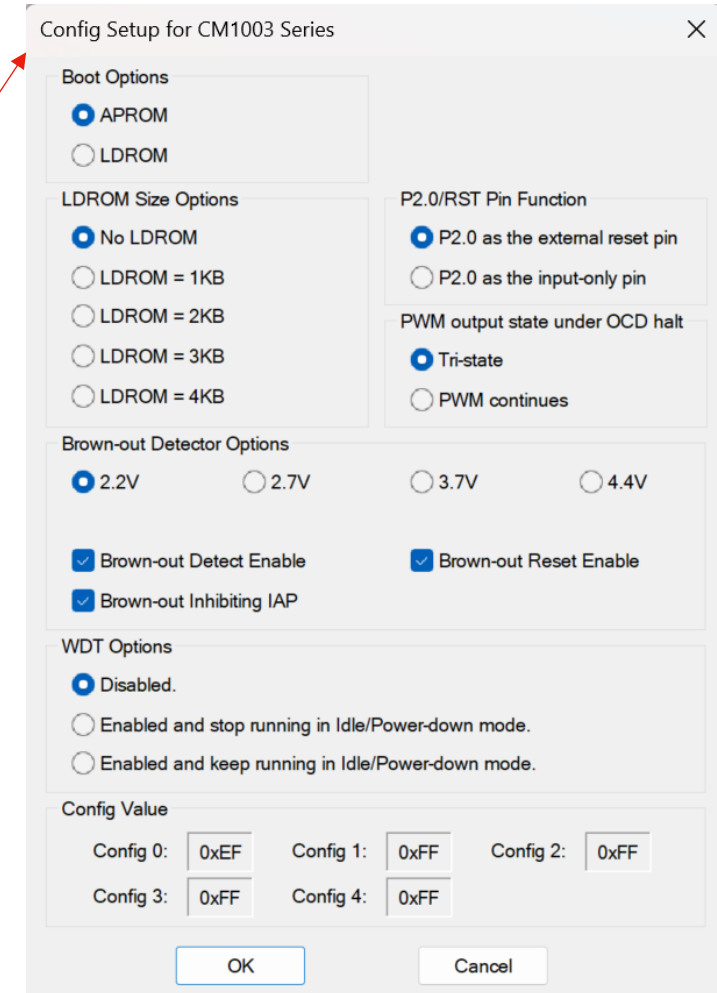 Config Setup for CM1003 Series
Boot Options
APROM
LDROM
LDROM Size Options
No LDROM
LDROM = 1KB
LDROM = 2KB
LDROM = 3KB
LDROM = 4KB
P2.0/RST Pin Function
P2.0 as the external reset pin
P2.0 as the input-only pin
PWM output state under OCD halt
Tri-state
PWM continues
Brown-out Detector Options
2.2V 2.7V 3.7V 4.4V
Brown-out Detect Enable Brown-out Reset Enable
Brown-out Inhibiting IAP
WDT Options
Disabled.
Enabled and stop running in Idle/Power-down mode.
Enabled and keep running in Idle/Power-down mode.
Config Value
Config 0: 0xEF Config 1: 0xFF Config 2: 0xFF
Config 3: 0xFF Config 4: 0xFF
OK Cancel